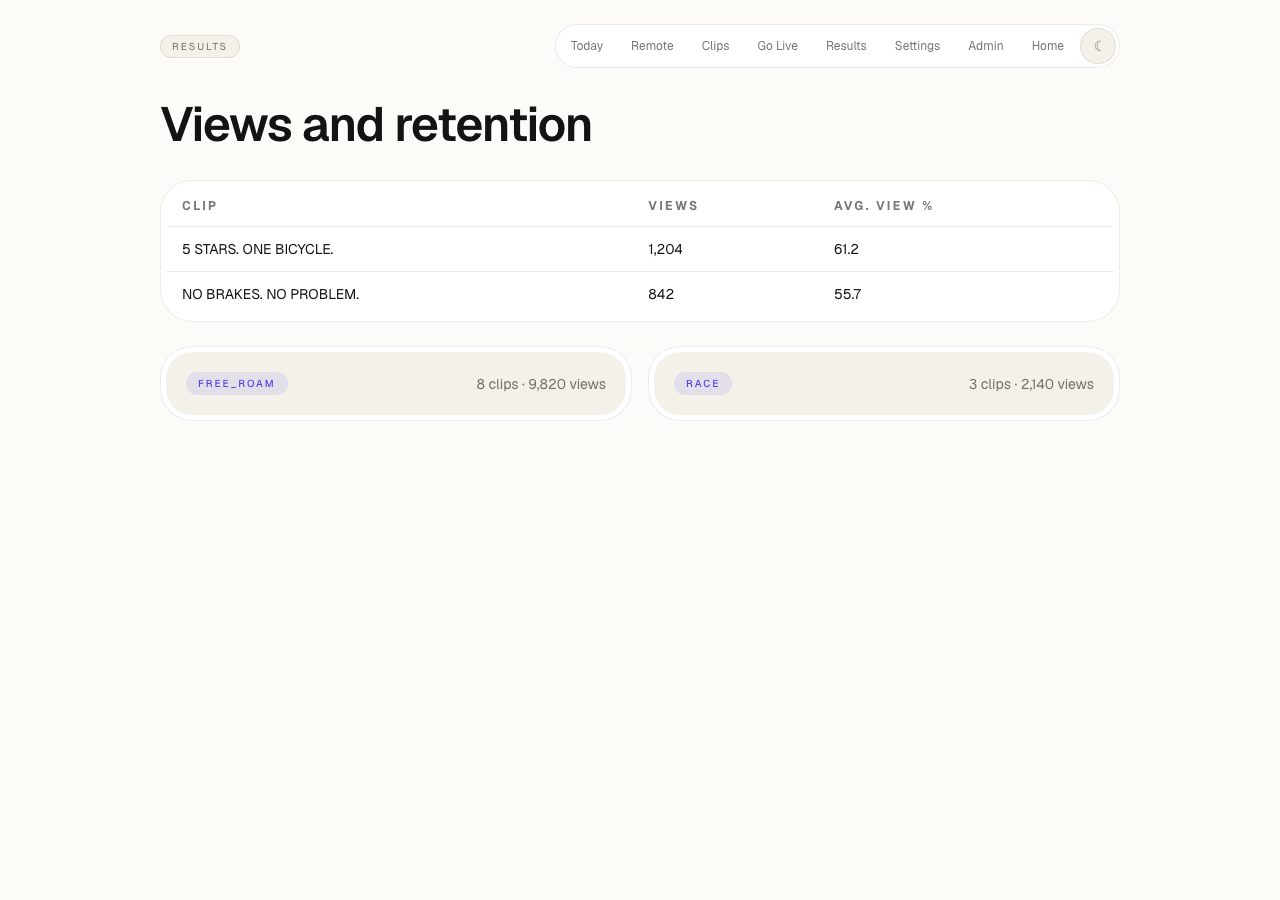 RESULTS
Today Remote Clips Go Live Results Settings Admin Home
Views and retention
CLIP VIEWS AVG. VIEW %
5 STARS. ONE BICYCLE. 1,204 61.2
NO BRAKES. NO PROBLEM. 842 55.7
FREE_ROAM 8 clips · 9,820 views
RACE 3 clips · 2,140 views